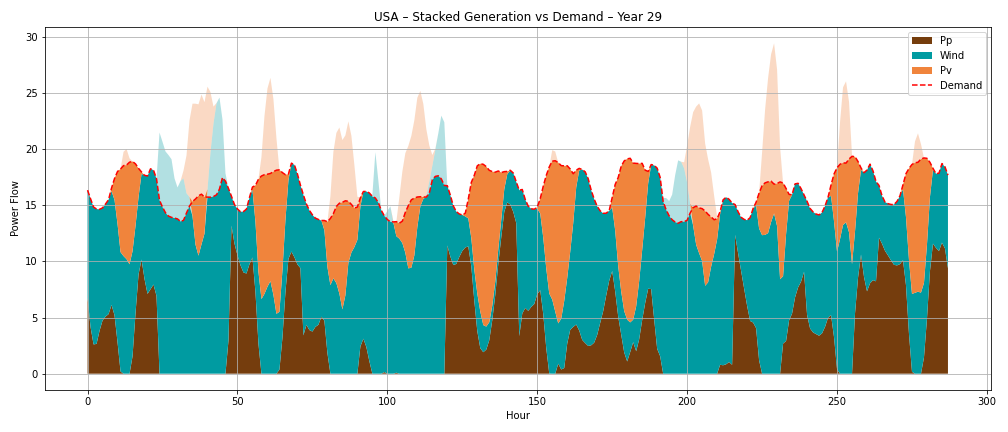 USA – Stacked Generation vs Demand – Year 29
Pp
Wind
Pv
Demand
Power Flow
30
25
20
15
10
5
0
0 50 100 150 200 250 300
Hour